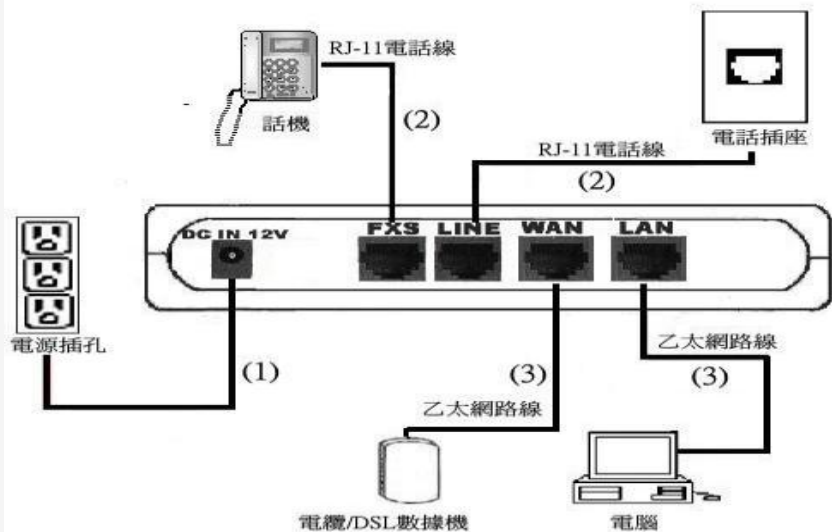 RJ-11電話線
話機
(2)
電話插座
RJ-11電話線
(2)
DC IN 12V
FXS
LINE
WAN
LAN
電源插孔
(1)
(3)
乙太網路線
(3)
乙太網路線
電纜/DSL數據機
電腦